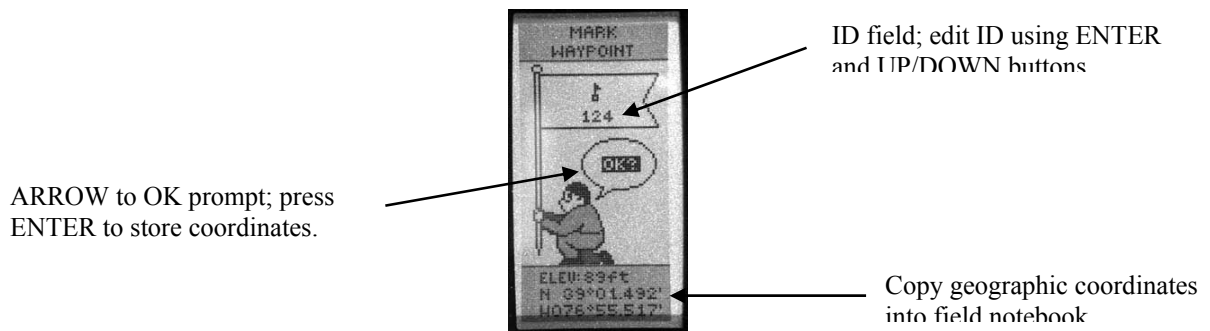 MARK
WAYPOINT
124
OK?
ELEV:89ft
N 39°01.492'
W076°55.517'
ID field; edit ID using ENTER
and UP/DOWN buttons
ARROW to OK prompt; press
ENTER to store coordinates.
Copy geographic coordinates
into field notebook